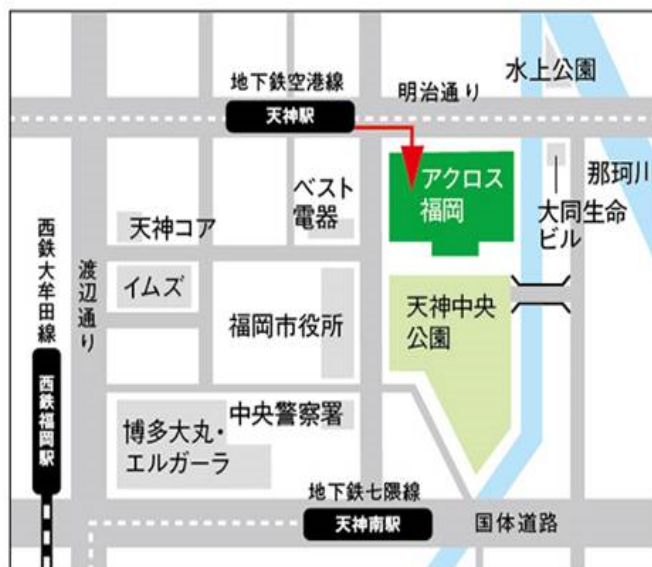 水上公園
地下鉄空港線
明治通り
天神駅
ベスト
電器
アクロス
福岡
那珂川
大同生命
ビル
天神コア
西鉄大牟田線
渡辺通り
イムズ
天神中央
公園
福岡市役所
西鉄福岡駅
中央警察署
博多大丸・
エルガーラ
地下鉄七隈線
天神南駅
国体道路